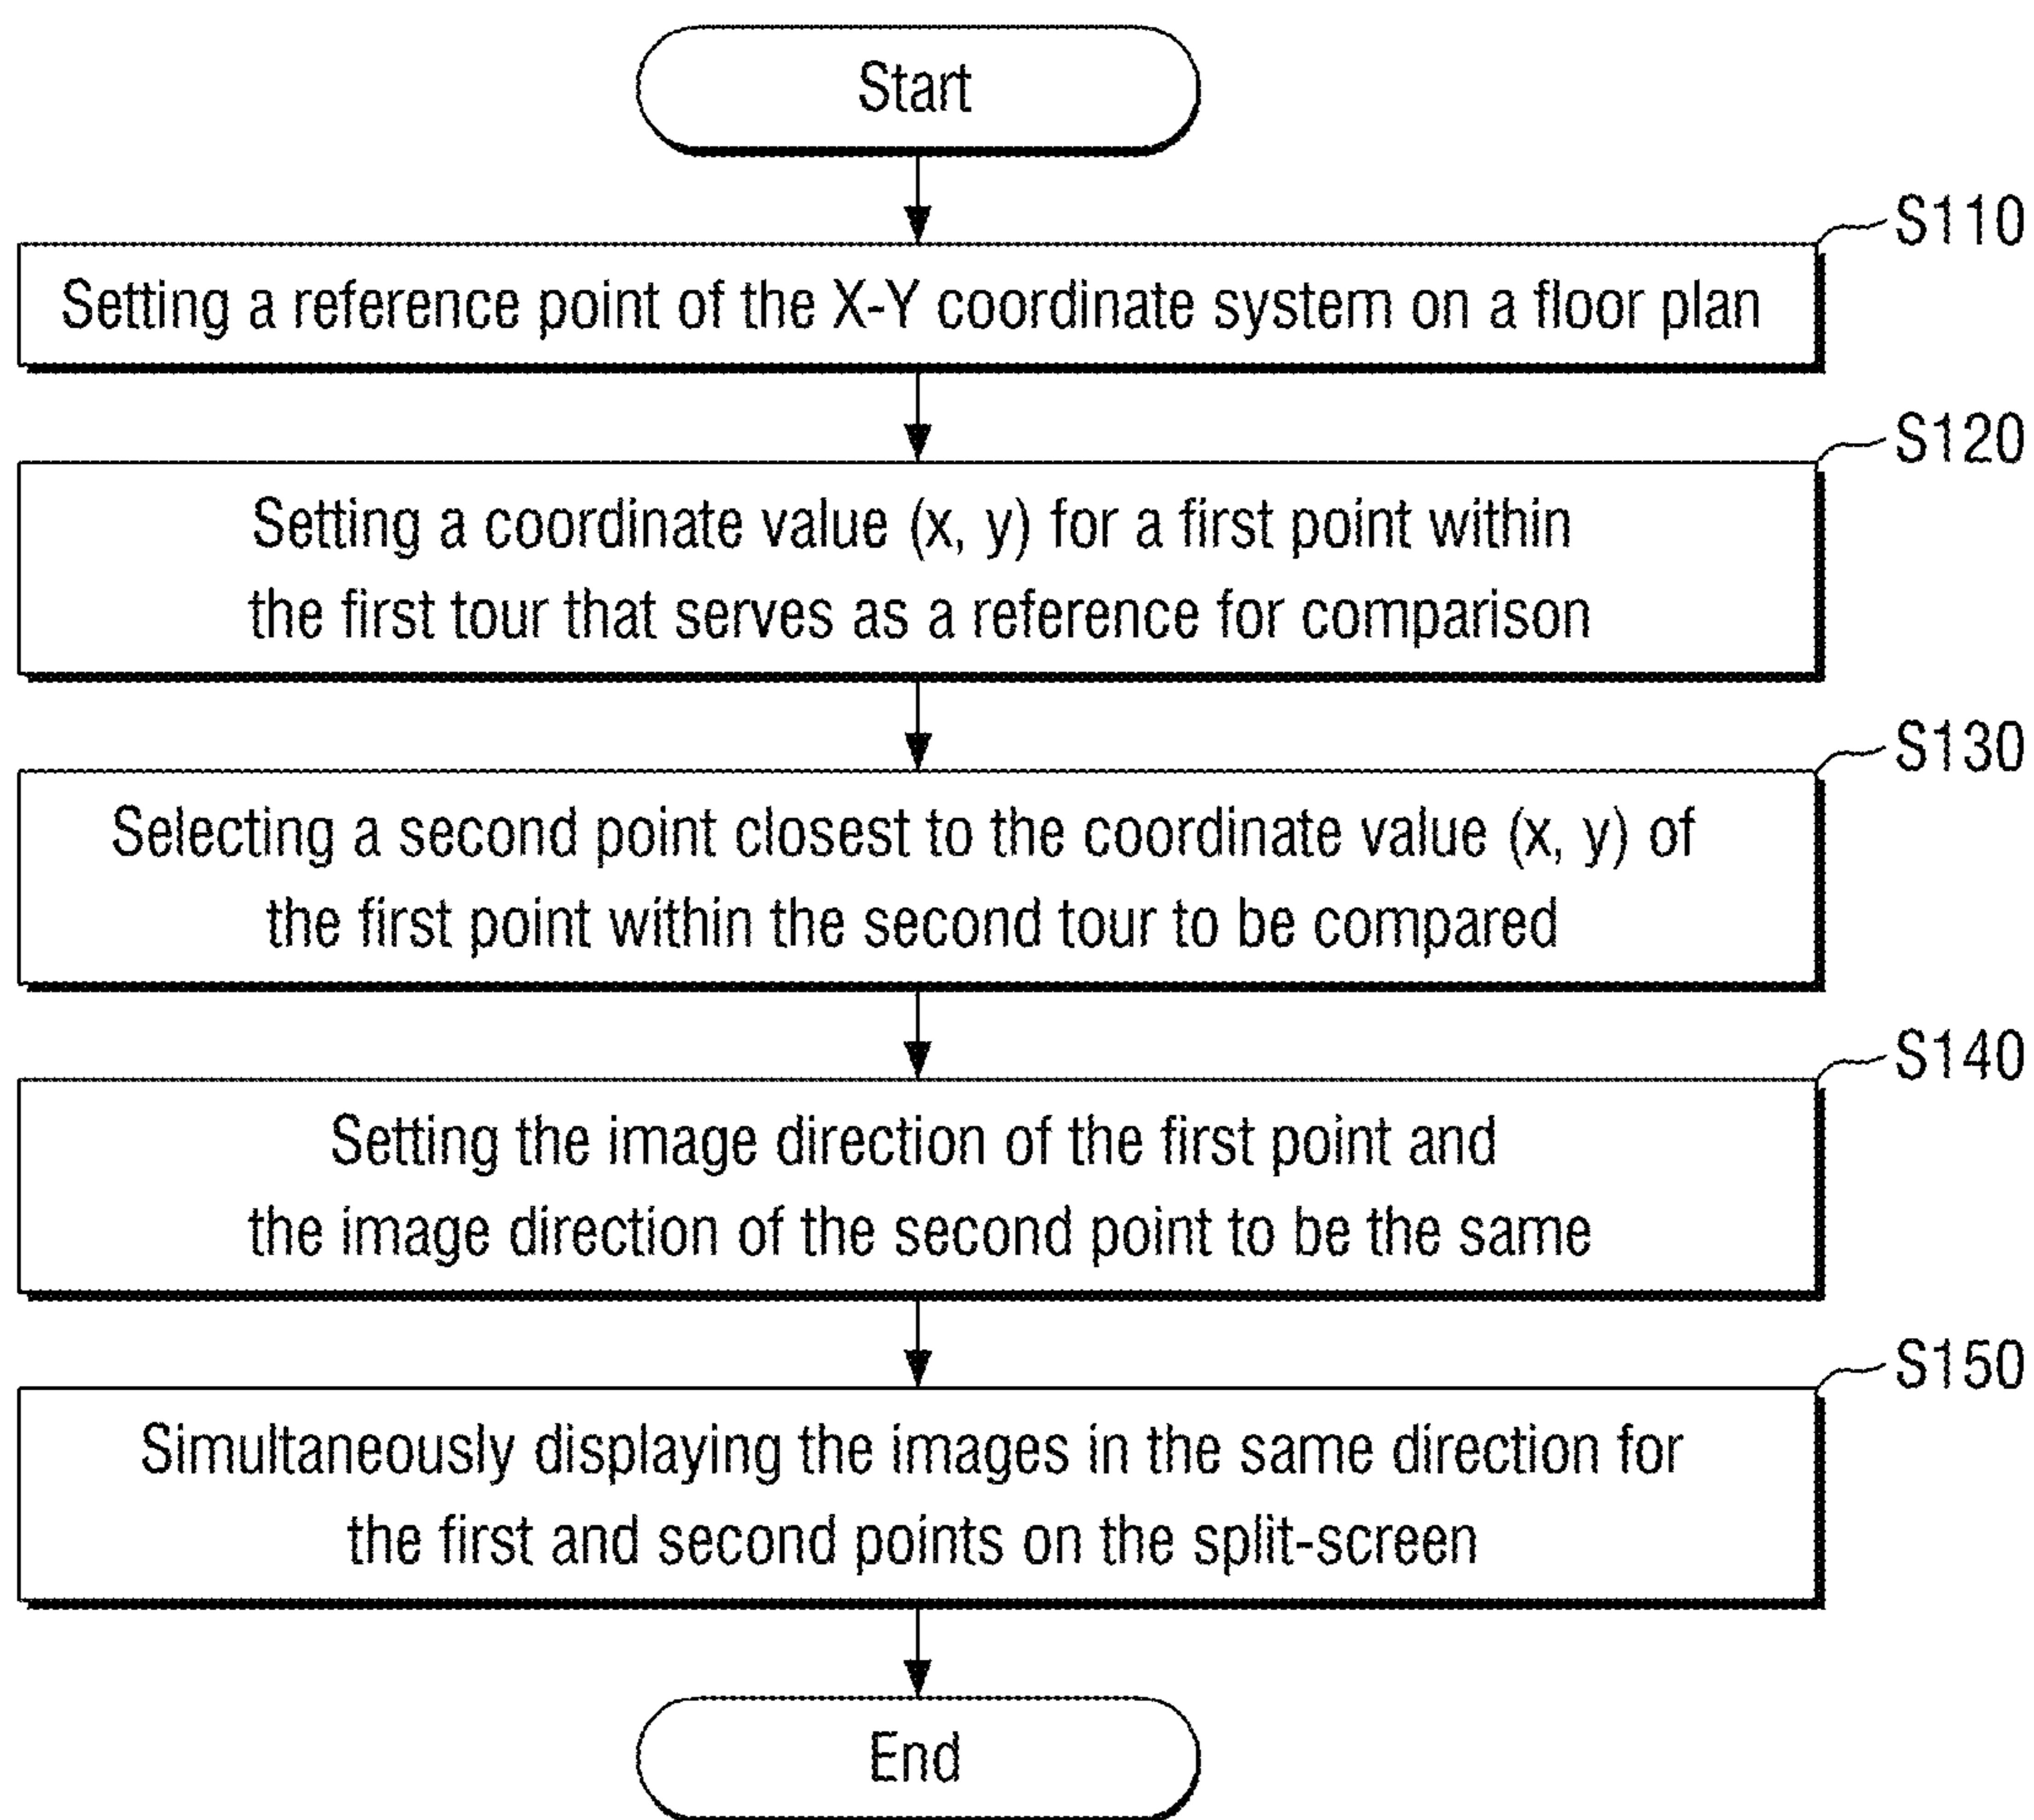 Start
S110
Setting a reference point of the X-Y coordinate system on a floor plan
S120
Setting a coordinate value (x, y) for a first point within
the first tour that serves as a reference for comparison
S130
Selecting a second point closest to the coordinate value (x, y) of
the first point within the second tour to be compared
S140
Setting the image direction of the first point and
the image direction of the second point to be the same
S150
Simultaneously displaying the images in the same direction for
the first and second points on the split-screen
End